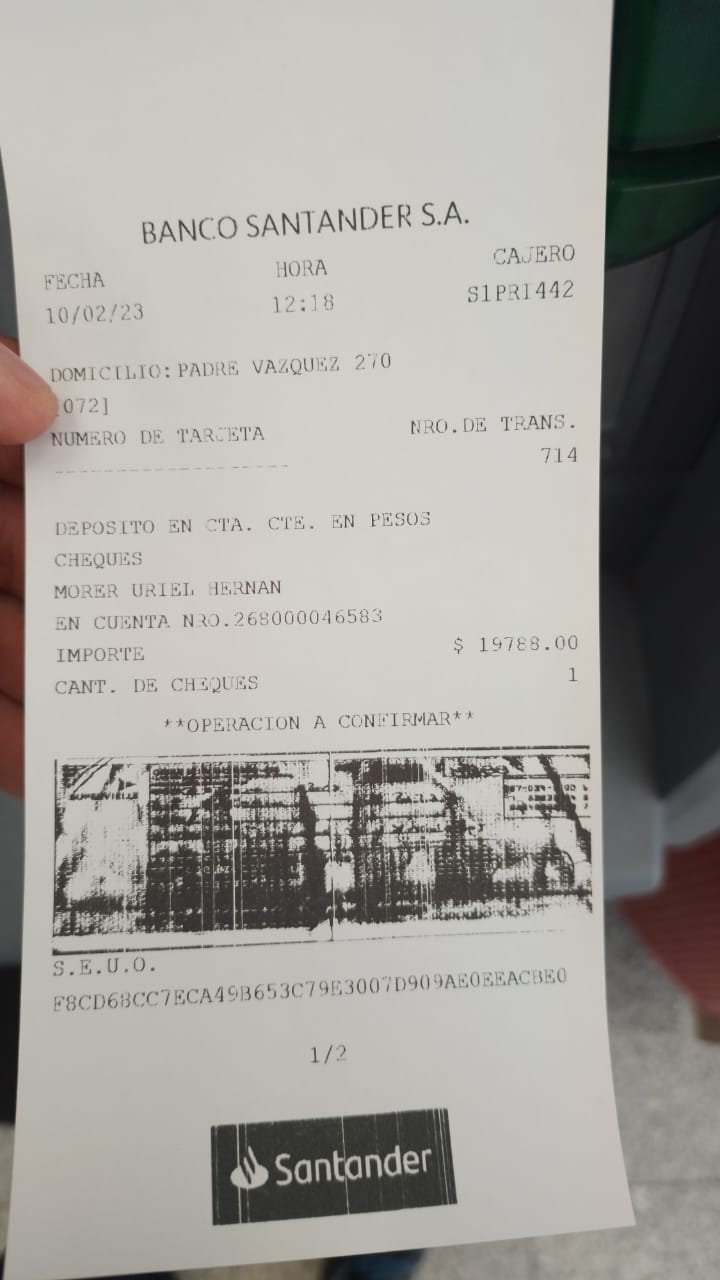 BANCO SANTANDER S.A.
FECHA HORA CAJERO
10/02/23 12:18 S1PRI442
DOMICILIO: PADRE VAZQUEZ 270
[072]
NUMERO DE TARJETA NRO.DE TRANS.
-------------------- 714
DEPOSITO EN CTA. CTE. EN PESOS
CHEQUES
MORER URIEL HERNAN
EN CUENTA NRO.268000046583
IMPORTE $ 19788.00
CANT. DE CHEQUES 1
**OPERACION A CONFIRMAR**
SUPERVIELLE
S.E.U.O.
F8CD68CC7ECA49B653C79E3007D909AE0EEACBE0
1/2
Santander